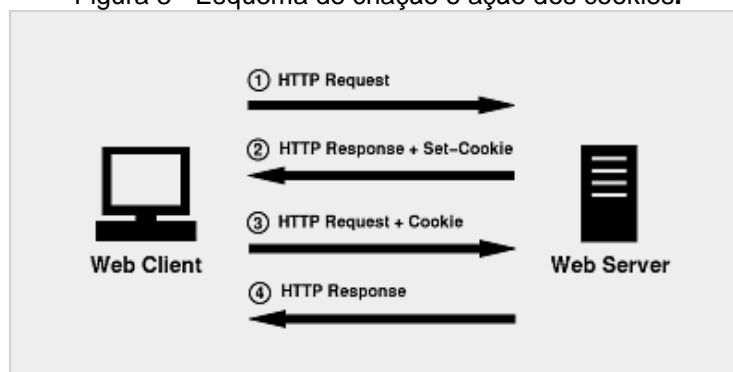 Figura 3 - Esquema de criação e ação dos cookies.
① HTTP Request
② HTTP Response + Set-Cookie
③ HTTP Request + Cookie
Web Client
Web Server
④ HTTP Response